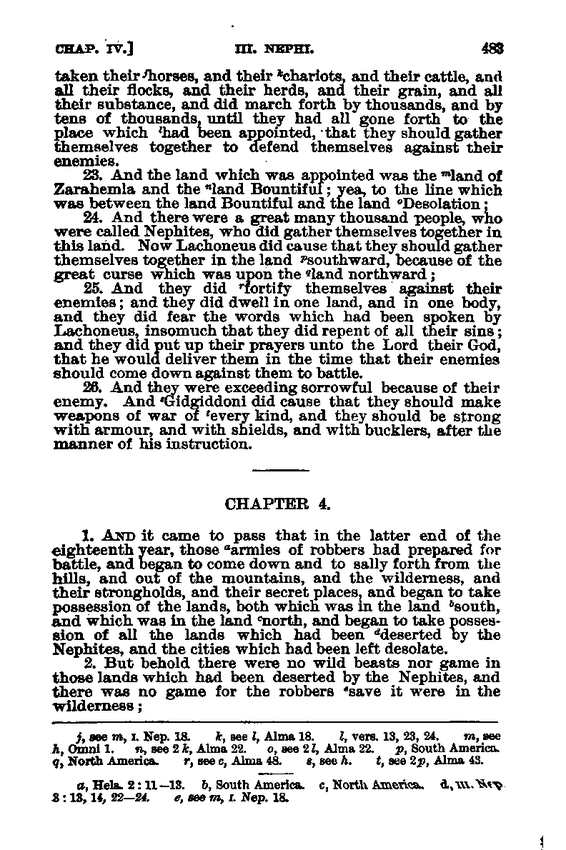 CHAP. IV.] III. NEPHI. 483
taken their ʲhorses, and their ᵏchariots, and their cattle, and
all their flocks, and their herds, and their grain, and all
their substance, and did march forth by thousands, and by
tens of thousands, until they had all gone forth to the
place which ˡhad been appointed, that they should gather
themselves together to defend themselves against their
enemies.
23. And the land which was appointed was the ᵐland of
Zarahemla and the ⁿland Bountiful; yea, to the line which
was between the land Bountiful and the land ᵒDesolation;
24. And there were a great many thousand people, who
were called Nephites, who did gather themselves together in
this land. Now Lachoneus did cause that they should gather
themselves together in the land ᵖsouthward, because of the
great curse which was upon the ᑫland northward;
25. And they did ʳfortify themselves against their
enemies; and they did dwell in one land, and in one body,
and they did fear the words which had been spoken by
Lachoneus, insomuch that they did repent of all their sins;
and they did put up their prayers unto the Lord their God,
that he would deliver them in the time that their enemies
should come down against them to battle.
26. And they were exceeding sorrowful because of their
enemy. And ˢGidgiddoni did cause that they should make
weapons of war of ᵗevery kind, and they should be strong
with armour, and with shields, and with bucklers, after the
manner of his instruction.
CHAPTER 4.
1. AND it came to pass that in the latter end of the
eighteenth year, those ᵃarmies of robbers had prepared for
battle, and began to come down and to sally forth from the
hills, and out of the mountains, and the wilderness, and
their strongholds, and their secret places, and began to take
possession of the lands, both which was in the land ᵇsouth,
and which was in the land ᶜnorth, and began to take posses-
sion of all the lands which had been ᵈdeserted by the
Nephites, and the cities which had been left desolate.
2. But behold there were no wild beasts nor game in
those lands which had been deserted by the Nephites, and
there was no game for the robbers ᵉsave it were in the
wilderness;
j, see m, I. Nep. 18. k, see l, Alma 18. l, vers. 13, 23, 24. m, see
h, Omni 1. n, see 2 k, Alma 22. o, see 2 l, Alma 22. p, South America.
q, North America. r, see c, Alma 48. s, see h. t, see 2 p, Alma 43.
a, Hela. 2 : 11—13. b, South America. c, North America. d, III. Nep.
3 : 13, 14, 22—24. e, see m, I. Nep. 18.